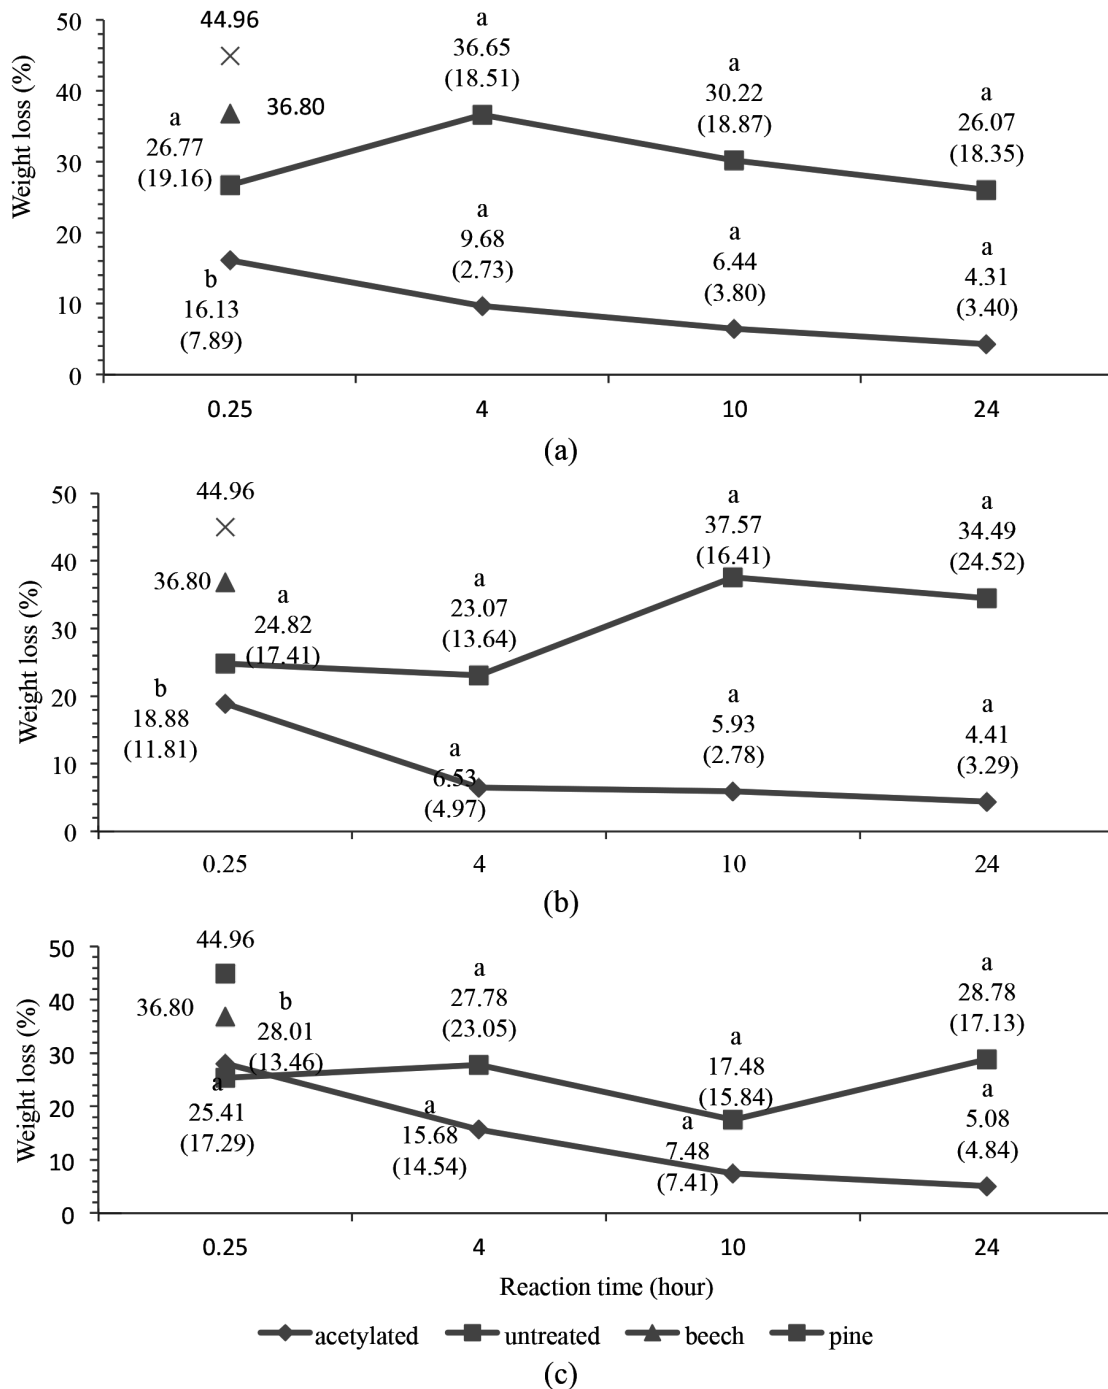 50
44.96
a
36.65
(18.51)
a
30.22
(18.87)
a
26.07
(18.35)
40
36.80
a
26.77
(19.16)
30
Weight loss (%)
20
a
9.68
(2.73)
a
6.44
(3.80)
a
4.31
(3.40)
b
16.13
(7.89)
10
0
0.25 4 10 24
(a)
50
44.96
a
37.57
(16.41)
a
34.49
(24.52)
40
36.80
a
24.82
(17.41)
a
23.07
(13.64)
30
Weight loss (%)
20
b
18.88
(11.81)
a
6.53
(4.97)
a
5.93
(2.78)
a
4.41
(3.29)
10
0
0.25 4 10 24
(b)
50
44.96
a
27.78
(23.05)
a
28.78
(17.13)
40
36.80
b
28.01
(13.46)
a
17.48
(15.84)
30
Weight loss (%)
20
a
25.41
(17.29)
a
15.68
(14.54)
a
7.48
(7.41)
a
5.08
(4.84)
10
0
0.25 4 10 24
Reaction time (hour)
acetylated untreated beech pine
(c)